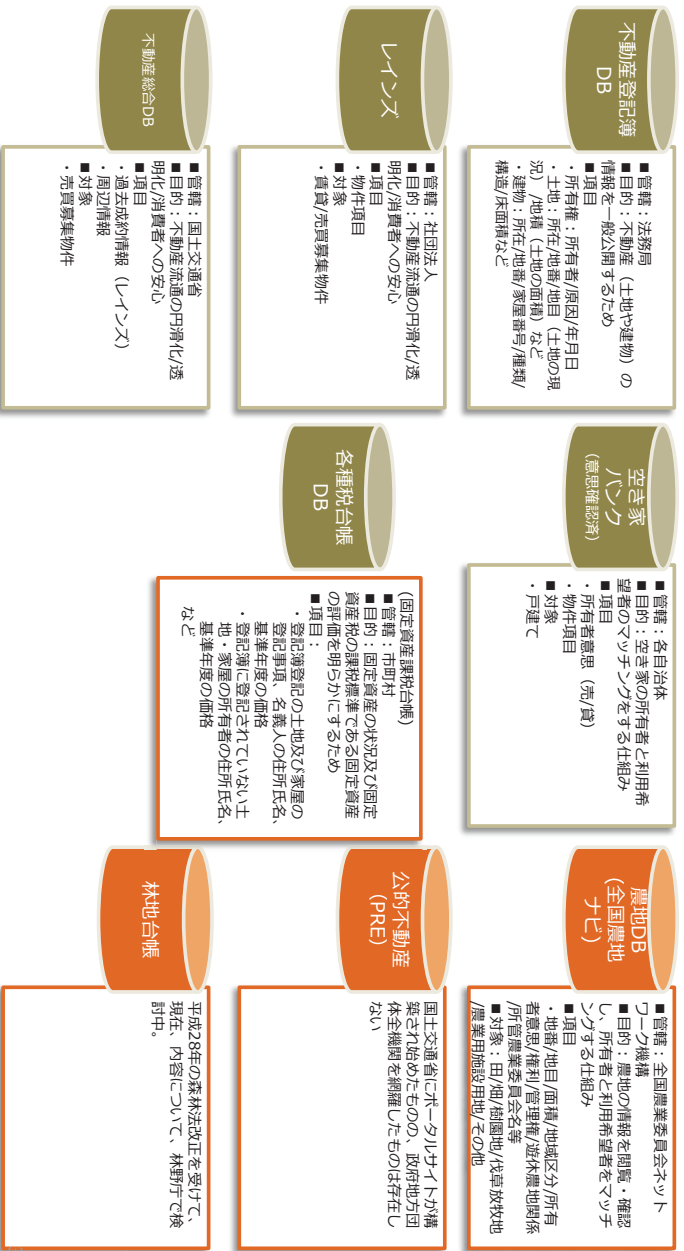 不動産登記簿
DB
■管轄：法務局
■目的：不動産（土地や建物）の
情報を一般公開するため
■項目
・所有権：所有者/原因/年月日
・土地：所在/地番/地目（土地の現
況）/地積（土地の面積）など
・建物：所在/地番/家屋番号/種類/
構造/床面積など
レインズ
■管轄：社団法人
■目的：不動産流通の円滑化/透
明化/消費者への安心
■項目
・物件項目
■対象
・賃貸/売買募集物件
不動産総合DB
■管轄：国土交通省
■目的：不動産流通の円滑化/透
明化/消費者への安心
■項目
・過去成約情報（レインズ）
・周辺情報
■対象
・売買募集物件
空き家
バンク
（意思確認済）
■管轄：各自治体
■目的：空き家の所有者と利用希
望者のマッチングをする仕組み
■項目
・所有者意思（売/貸）
・物件項目
■対象
・戸建て
各種税台帳
DB
(固定資産課税台帳)
■管轄：市町村
■目的：固定資産の状況及び固定
資産税の課税標準である固定資産
の評価を明らかにするため
■項目：
・登記簿登記の土地及び家屋の
登記事項、名義人の住所氏名、
基準年度の価格
・登記簿に登記されていない土
地・家屋の所有者の住所氏名、
基準年度の価格
など
農地DB
（全国農地
ナビ）
■管轄：全国農業委員会ネット
ワーク機構
■目的：農地の情報を閲覧・確認
し、所有者と利用希望者をマッチ
ングする仕組み
■項目
・地番/地目/面積/地域区分/所有
者意思/権利/管理権/遊休農地関係
/所管農業委員会名等
■対象：田/畑/樹園地/伐草放牧地
/農業用施設用地/その他
公的不動産
（PRE）
国土交通省にポータルサイトが構
築され始めたものの、政府地方団
体全機関を網羅したものは存在し
ない
林地台帳
平成28年の森林法改正を受けて、
現在、内容について、林野庁で検
討中。